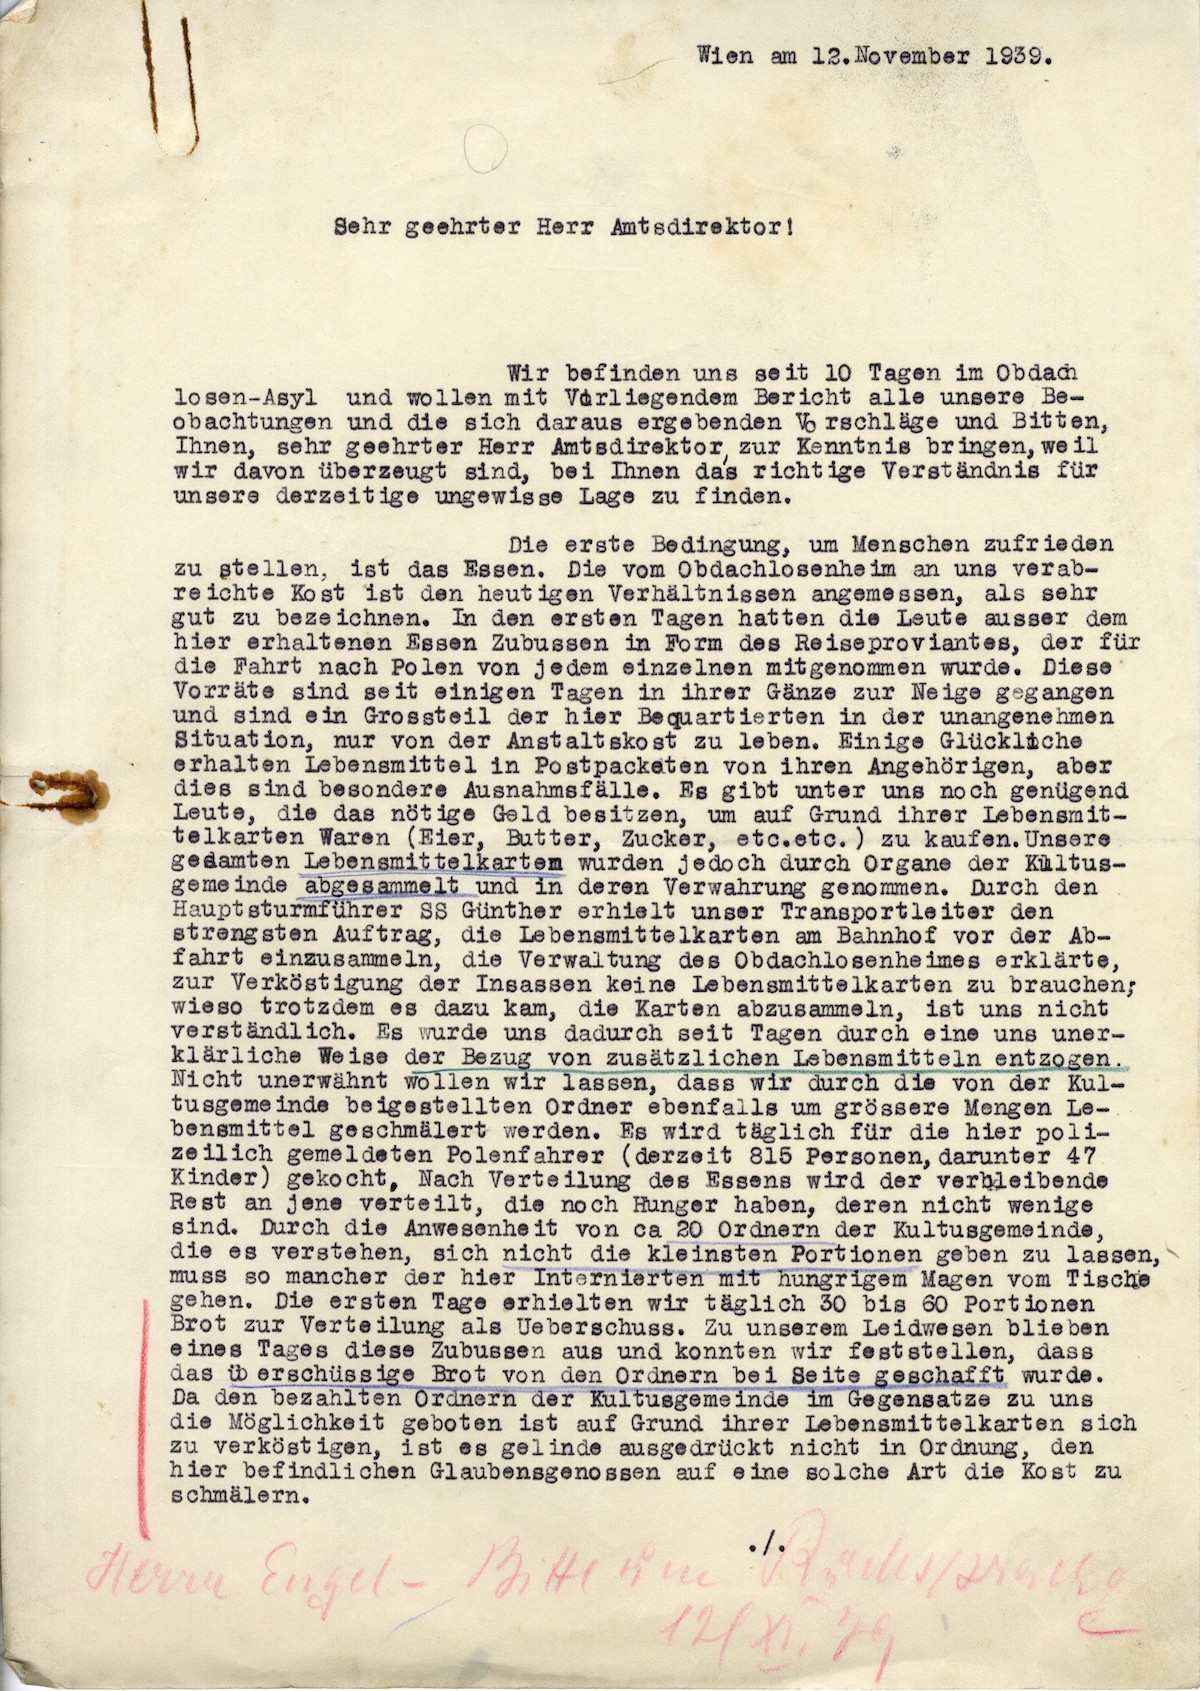 Wien am 12.November 1939.
Sehr geehrter Herr Amtsdirektor!
Wir befinden uns seit 10 Tagen im Obdach
losen-Asyl und wollen mit Vorliegendem Bericht alle unsere Be-
obachtungen und die sich daraus ergebenden Vorschläge und Bitten,
Ihnen, sehr geehrter Herr Amtsdirektor, zur Kenntnis bringen, weil
wir davon überzeugt sind, bei Ihnen das richtige Verständnis für
unsere derzeitige ungewisse Lage zu finden.
Die erste Bedingung, um Menschen zufrieden
zu stellen, ist das Essen. Die vom Obdachlosenheim an uns verab-
reichte Kost ist den heutigen Verhältnissen angemessen, als sehr
gut zu bezeichnen. In den ersten Tagen hatten die Leute ausser dem
hier erhaltenen Essen Zubussen in Form des Reiseproviantes, der für
die Fahrt nach Polen von jedem einzelnen mitgenommen wurde. Diese
Vorräte sind seit einigen Tagen in ihrer Gänze zur Neige gegangen
und sind ein Grossteil der hier Bequartierten in der unangenehmen
Situation, nur von der Anstaltskost zu leben. Einige Glückliche
erhalten Lebensmittel in Postpacketen von ihren Angehörigen, aber
dies sind besondere Ausnahmsfälle. Es gibt unter uns noch genügend
Leute, die das nötige Geld besitzen, um auf Grund ihrer Lebensmit-
telkarten Waren (Eier, Butter, Zucker, etc.etc.) zu kaufen.Unsere
gesamten Lebensmittelkarten wurden jedoch durch Organe der Kultus-
gemeinde abgesammelt und in deren Verwahrung genommen. Durch den
Hauptsturmführer SS Günther erhielt unser Transportleiter den
strengsten Auftrag, die Lebensmittelkarten am Bahnhof vor der Ab-
fahrt einzusammeln, die Verwaltung des Obdachlosenheimes erklärte,
zur Verköstigung der Insassen keine Lebensmittelkarten zu brauchen;
wieso trotzdem es dazu kam, die Karten abzusammeln, ist uns nicht
verständlich. Es wurde uns dadurch seit Tagen durch eine uns uner-
klärliche Weise der Bezug von zusätzlichen Lebensmitteln entzogen.
Nicht unerwähnt wollen wir lassen, dass wir durch die von der Kul-
tusgemeinde beigestellten Ordner ebenfalls um grössere Mengen Le-
bensmittel geschmälert werden. Es wird täglich für die hier poli-
zeilich gemeldeten Polenfahrer (derzeit 815 Personen, darunter 47
Kinder) gekocht. Nach Verteilung des Essens wird der verbleibende
Rest an jene verteilt, die noch Hunger haben, deren nicht wenige
sind. Durch die Anwesenheit von ca 20 Ordnern der Kultusgemeinde,
die es verstehen, sich nicht die kleinsten Portionen geben zu lassen,
muss so mancher der hier Internierten mit hungrigem Magen vom Tische
gehen. Die ersten Tage erhielten wir täglich 30 bis 60 Portionen
Brot zur Verteilung als Ueberschuss. Zu unserem Leidwesen blieben
eines Tages diese Zubussen aus und konnten wir feststellen, dass
das überschüssige Brot von den Ordnern bei Seite geschafft wurde.
Da den bezahlten Ordnern der Kultusgemeinde im Gegensatze zu uns
die Möglichkeit geboten ist auf Grund ihrer Lebensmittelkarten sich
zu verköstigen, ist es gelinde ausgedrückt nicht in Ordnung, den
hier befindlichen Glaubensgenossen auf eine solche Art die Kost zu
schmälern.
./.
Herrn Engel - Bitte um Rücksprache
12/XI.39